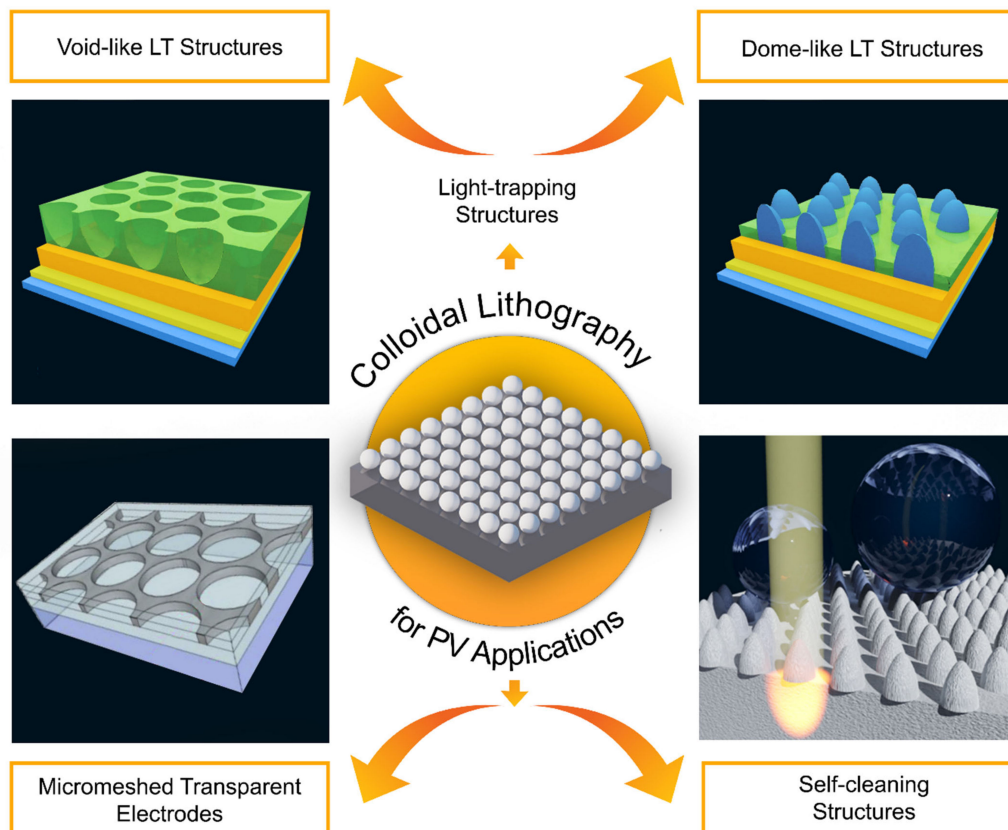 Void-like LT Structures
Dome-like LT Structures
Light-trapping
Structures
Colloidal Lithography
for PV Applications
Micromeshed Transparent
Electrodes
Self-cleaning
Structures